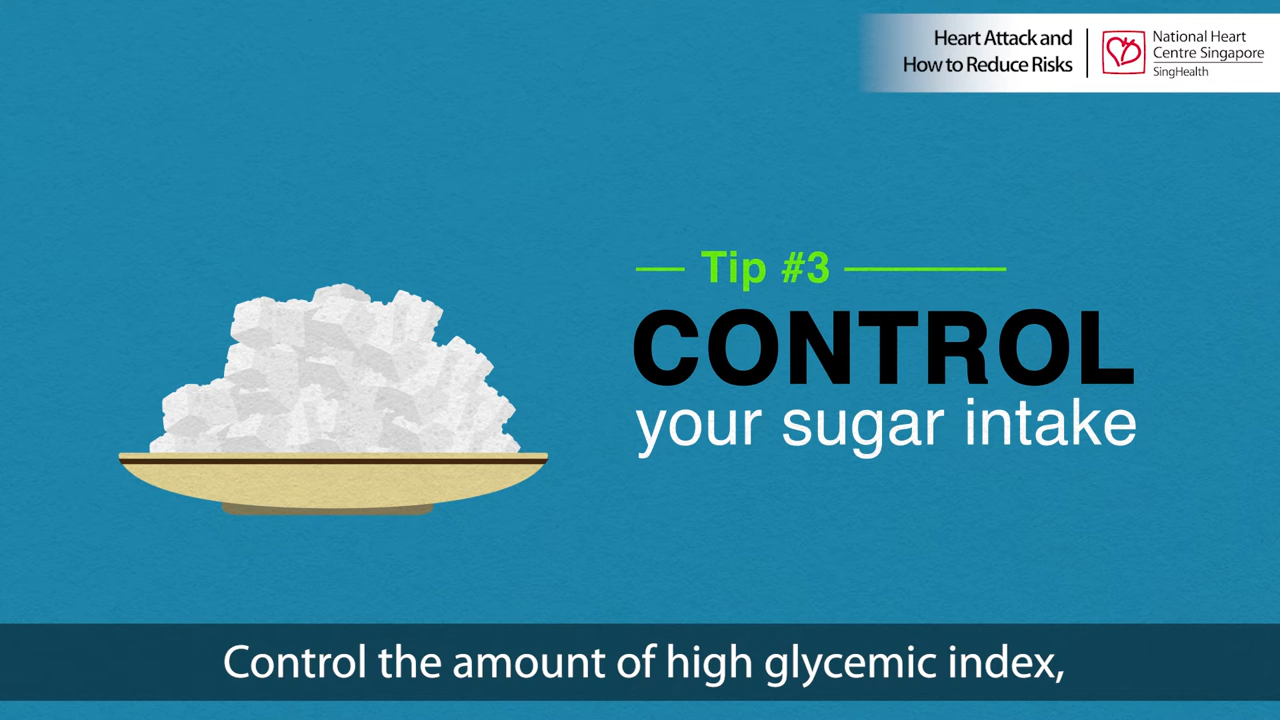 Heart Attack and
How to Reduce Risks
National Heart
Centre Singapore
SingHealth
Tip #3
CONTROL
your sugar intake
Control the amount of high glycemic index,